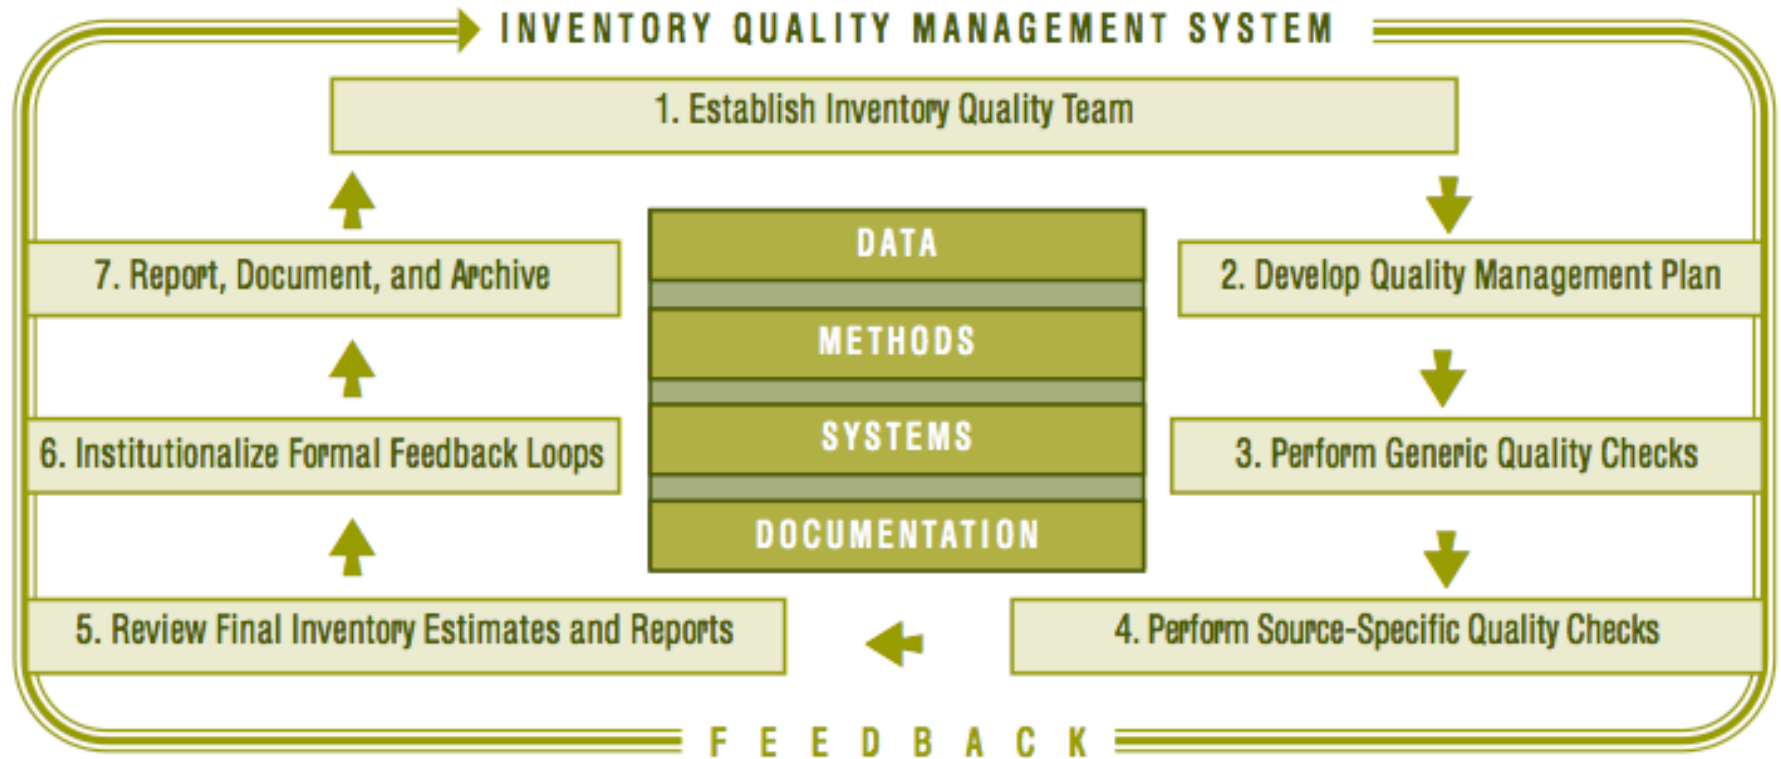 INVENTORY QUALITY MANAGEMENT SYSTEM
1. Establish Inventory Quality Team
2. Develop Quality Management Plan
3. Perform Generic Quality Checks
4. Perform Source-Specific Quality Checks
5. Review Final Inventory Estimates and Reports
6. Institutionalize Formal Feedback Loops
7. Report, Document, and Archive
DATA
METHODS
SYSTEMS
DOCUMENTATION
FEEDBACK